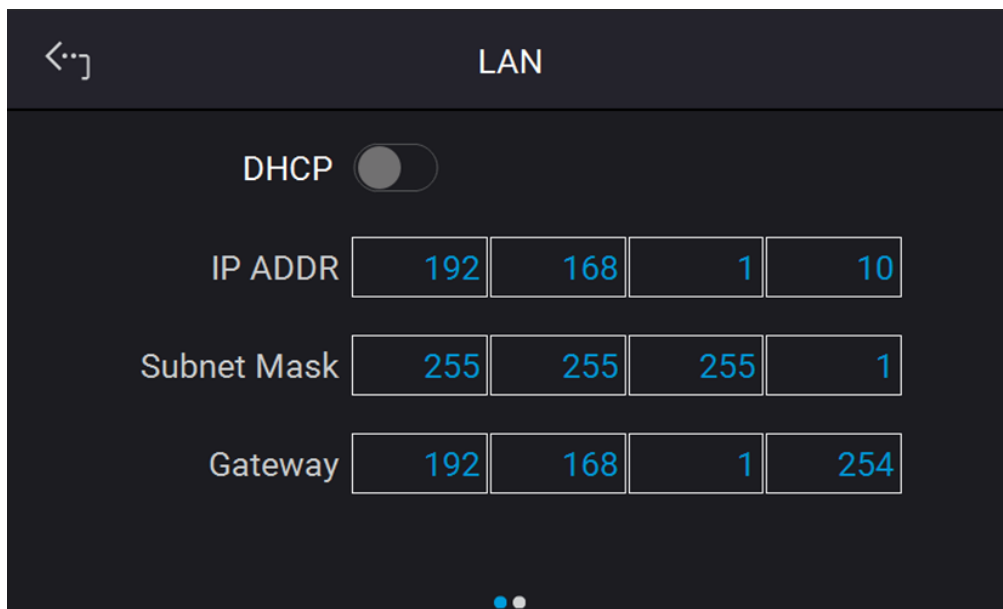 LAN
DHCP
IP ADDR 192 168 1 10
Subnet Mask 255 255 255 1
Gateway 192 168 1 254